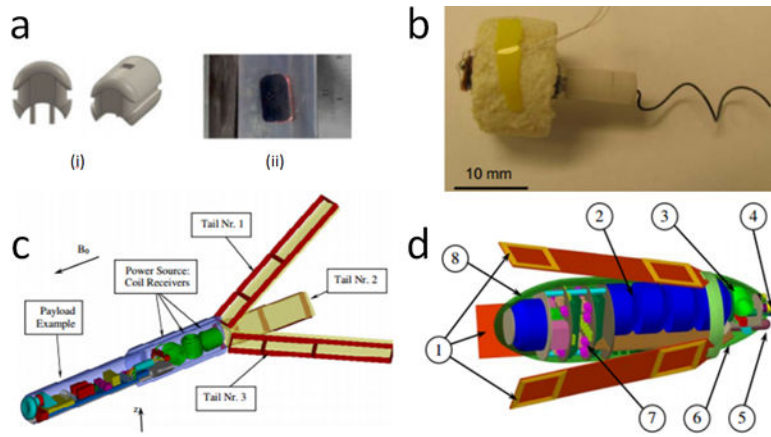 a
(i)
(ii)
b
10 mm
c
B₀
Tail Nr. 1
Power Source:
Coil Receivers
Tail Nr. 2
Payload
Example
Tail Nr. 3
z
d
1
2
3
4
5
6
7
8